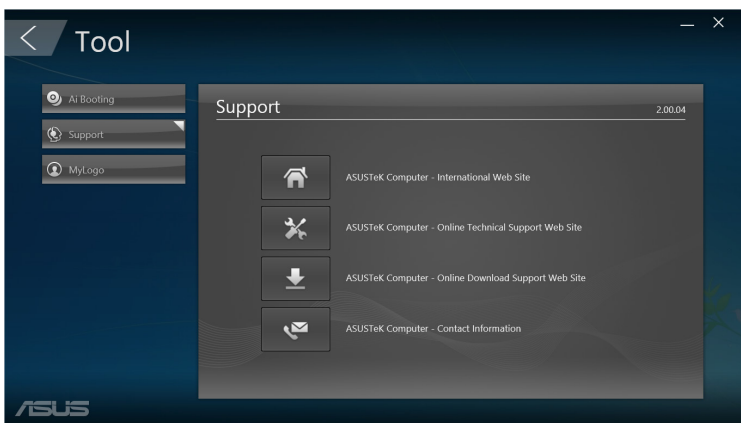 Tool
Ai Booting
Support
MyLogo
Support
2.00.04
ASUSTeK Computer - International Web Site
ASUSTeK Computer - Online Technical Support Web Site
ASUSTeK Computer - Online Download Support Web Site
ASUSTeK Computer - Contact Information
ASUS